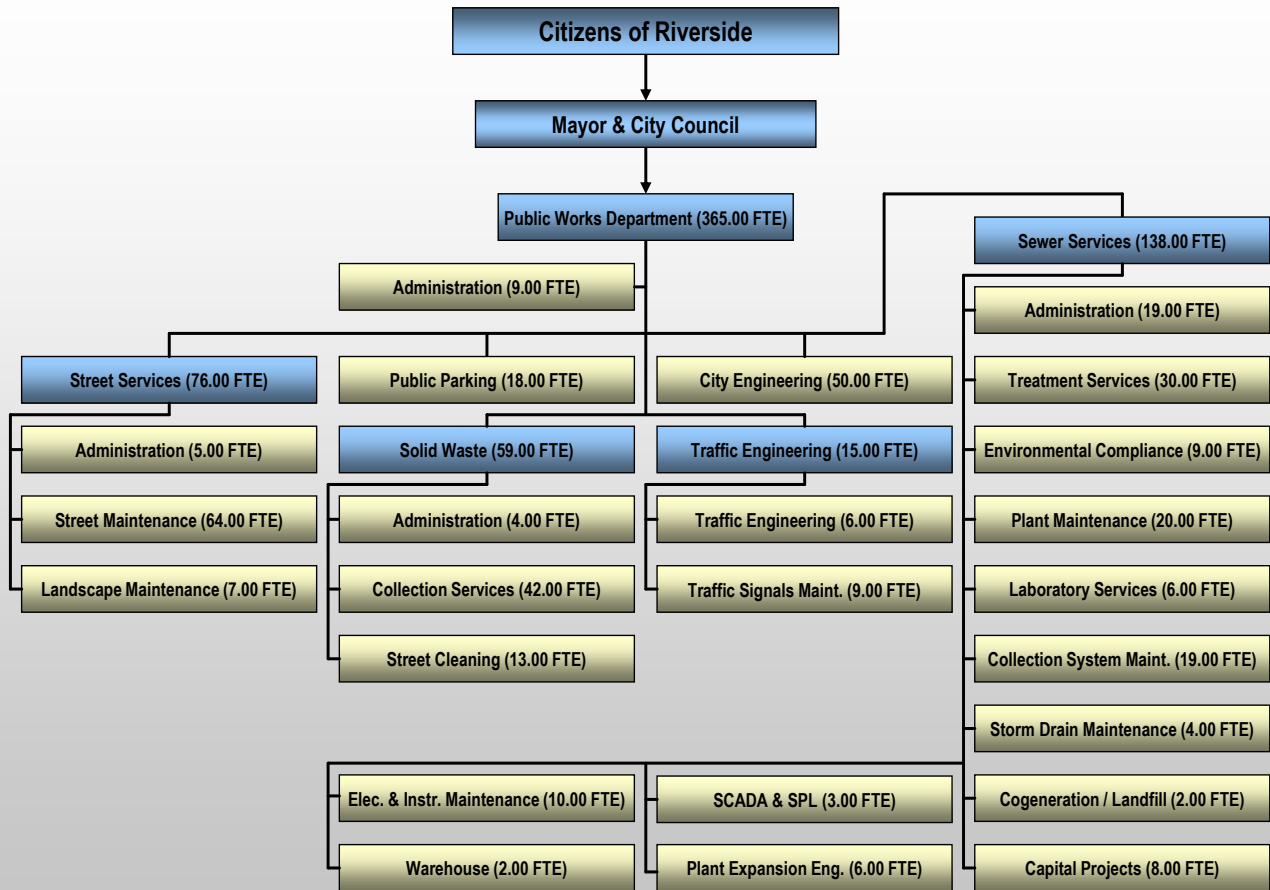 Citizens of Riverside
Mayor & City Council
Public Works Department (365.00 FTE)
Sewer Services (138.00 FTE)
Administration (9.00 FTE)
Administration (19.00 FTE)
Street Services (76.00 FTE)
Public Parking (18.00 FTE)
City Engineering (50.00 FTE)
Treatment Services (30.00 FTE)
Administration (5.00 FTE)
Solid Waste (59.00 FTE)
Traffic Engineering (15.00 FTE)
Environmental Compliance (9.00 FTE)
Street Maintenance (64.00 FTE)
Administration (4.00 FTE)
Traffic Engineering (6.00 FTE)
Plant Maintenance (20.00 FTE)
Landscape Maintenance (7.00 FTE)
Collection Services (42.00 FTE)
Traffic Signals Maint. (9.00 FTE)
Laboratory Services (6.00 FTE)
Street Cleaning (13.00 FTE)
Collection System Maint. (19.00 FTE)
Storm Drain Maintenance (4.00 FTE)
Elec. & Instr. Maintenance (10.00 FTE)
SCADA & SPL (3.00 FTE)
Cogeneration / Landfill (2.00 FTE)
Warehouse (2.00 FTE)
Plant Expansion Eng. (6.00 FTE)
Capital Projects (8.00 FTE)